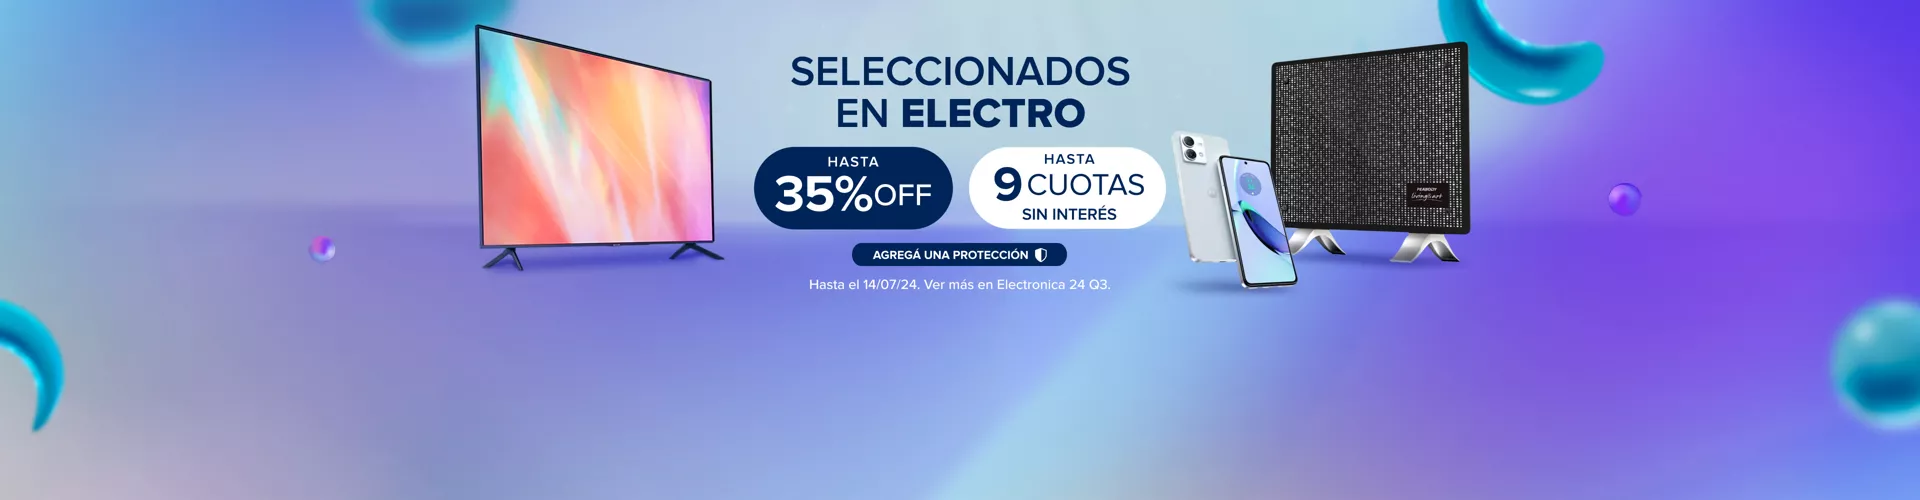 SELECCIONADOS
EN ELECTRO
HASTA
35% OFF
HASTA
9 CUOTAS
SIN INTERÉS
AGREGÁ UNA PROTECCIÓN
Hasta el 14/07/24. Ver más en Electronica 24 Q3.
PEABODY